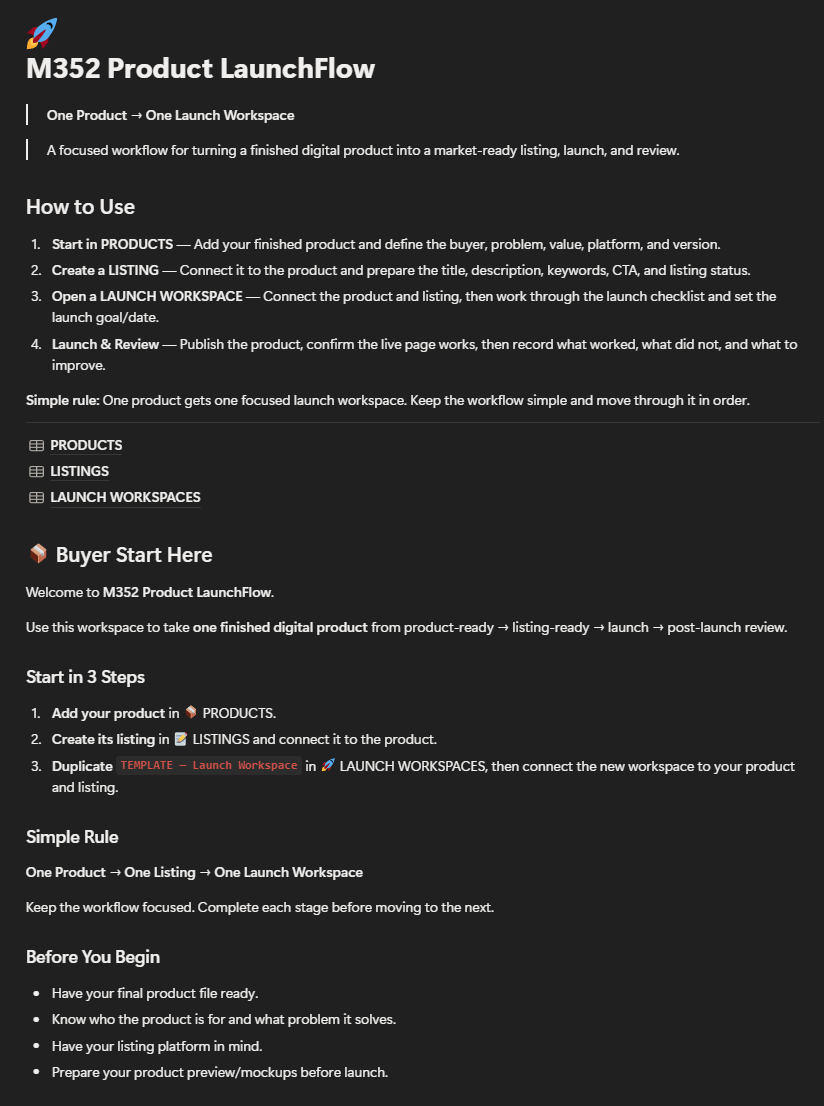 M352 Product LaunchFlow
One Product → One Launch Workspace
A focused workflow for turning a finished digital product into a market-ready listing, launch, and review.
How to Use
1. Start in PRODUCTS — Add your finished product and define the buyer, problem, value, platform, and version.
2. Create a LISTING — Connect it to the product and prepare the title, description, keywords, CTA, and listing status.
3. Open a LAUNCH WORKSPACE — Connect the product and listing, then work through the launch checklist and set the
launch goal/date.
4. Launch & Review — Publish the product, confirm the live page works, then record what worked, what did not, and what to
improve.
Simple rule: One product gets one focused launch workspace. Keep the workflow simple and move through it in order.
PRODUCTS
LISTINGS
LAUNCH WORKSPACES
Buyer Start Here
Welcome to M352 Product LaunchFlow.
Use this workspace to take one finished digital product from product-ready → listing-ready → launch → post-launch review.
Start in 3 Steps
1. Add your product in 📦 PRODUCTS.
2. Create its listing in 📝 LISTINGS and connect it to the product.
3. Duplicate TEMPLATE — Launch Workspace in 🚀 LAUNCH WORKSPACES, then connect the new workspace to your product
and listing.
Simple Rule
One Product → One Listing → One Launch Workspace
Keep the workflow focused. Complete each stage before moving to the next.
Before You Begin
• Have your final product file ready.
• Know who the product is for and what problem it solves.
• Have your listing platform in mind.
• Prepare your product preview/mockups before launch.